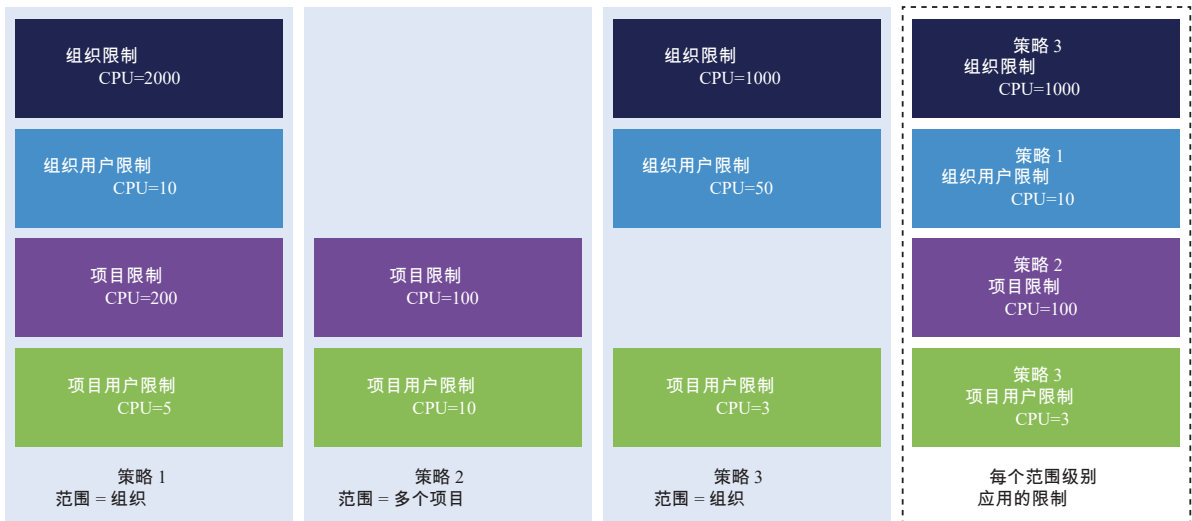 组织限制
CPU=2000
组织用户限制
CPU=10
项目限制
CPU=200
项目用户限制
CPU=5
策略 1
范围 = 组织
项目限制
CPU=100
项目用户限制
CPU=10
策略 2
范围 = 多个项目
组织限制
CPU=1000
组织用户限制
CPU=50
项目用户限制
CPU=3
策略 3
范围 = 组织
策略 3
组织限制
CPU=1000
策略 1
组织用户限制
CPU=10
策略 2
项目限制
CPU=100
策略 3
项目用户限制
CPU=3
每个范围级别
应用的限制